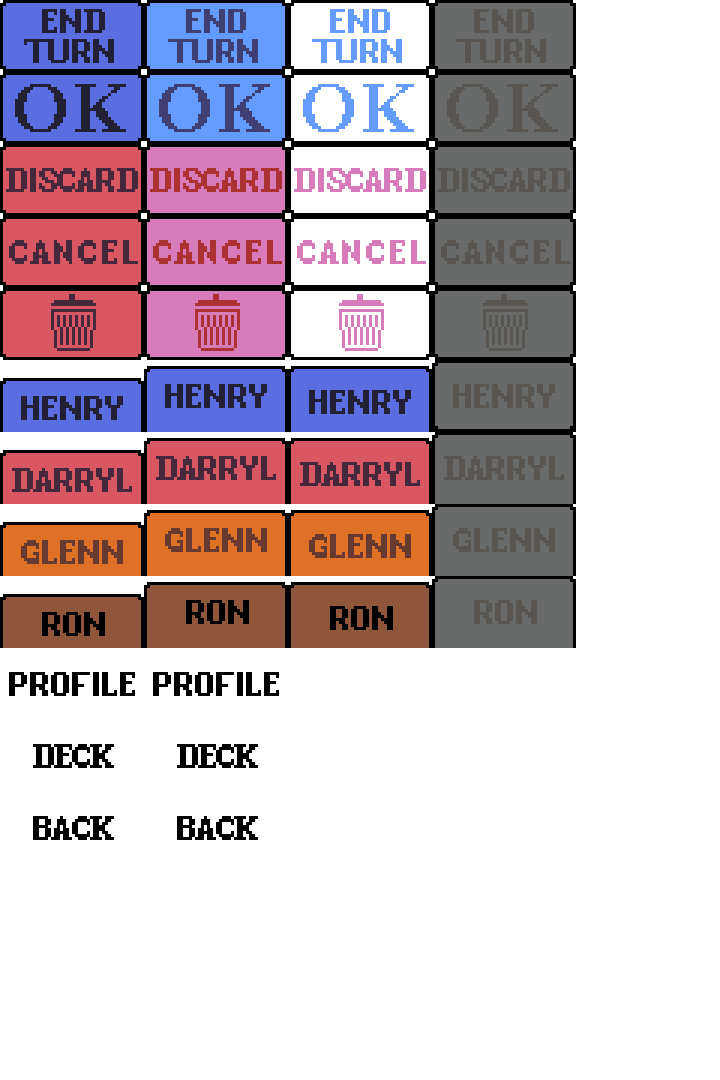 END END END END
TURN TURN TURN TURN
OK OK OK OK
DISCARD DISCARD DISCARD DISCARD
CANCEL CANCEL CANCEL CANCEL
HENRY HENRY HENRY HENRY
DARRYL DARRYL DARRYL DARRYL
GLENN GLENN GLENN GLENN
RON RON RON RON
PROFILE PROFILE
DECK DECK
BACK BACK